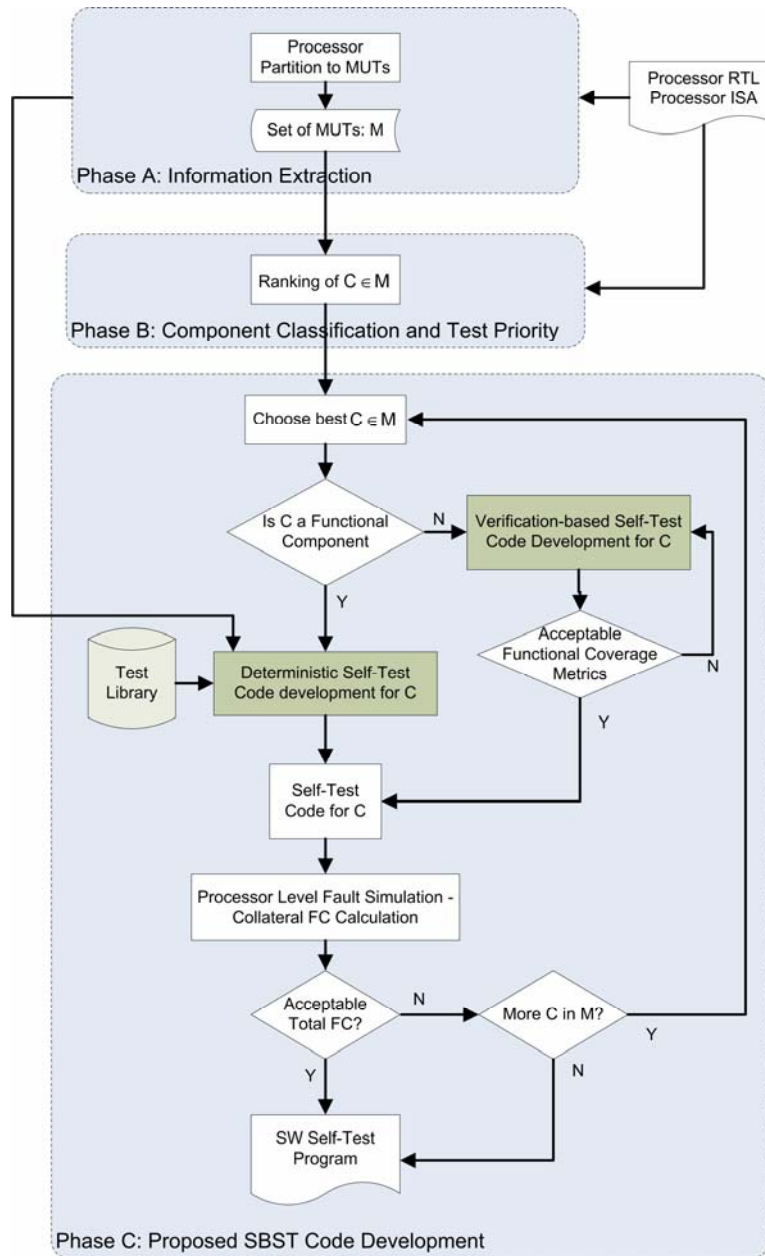 Processor
Partition to MUTs
Set of MUTs: M
Processor RTL
Processor ISA
Phase A: Information Extraction
Ranking of C ∈ M
Phase B: Component Classification and Test Priority
Choose best C ∈ M
Is C a Functional
Component
N
Y
Verification-based Self-Test
Code Development for C
Acceptable
Functional Coverage
Metrics
N
Y
Test
Library
Deterministic Self-Test
Code development for C
Self-Test
Code for C
Processor Level Fault Simulation -
Collateral FC Calculation
Acceptable
Total FC?
N
Y
More C in M?
Y
N
SW Self-Test
Program
Phase C: Proposed SBST Code Development